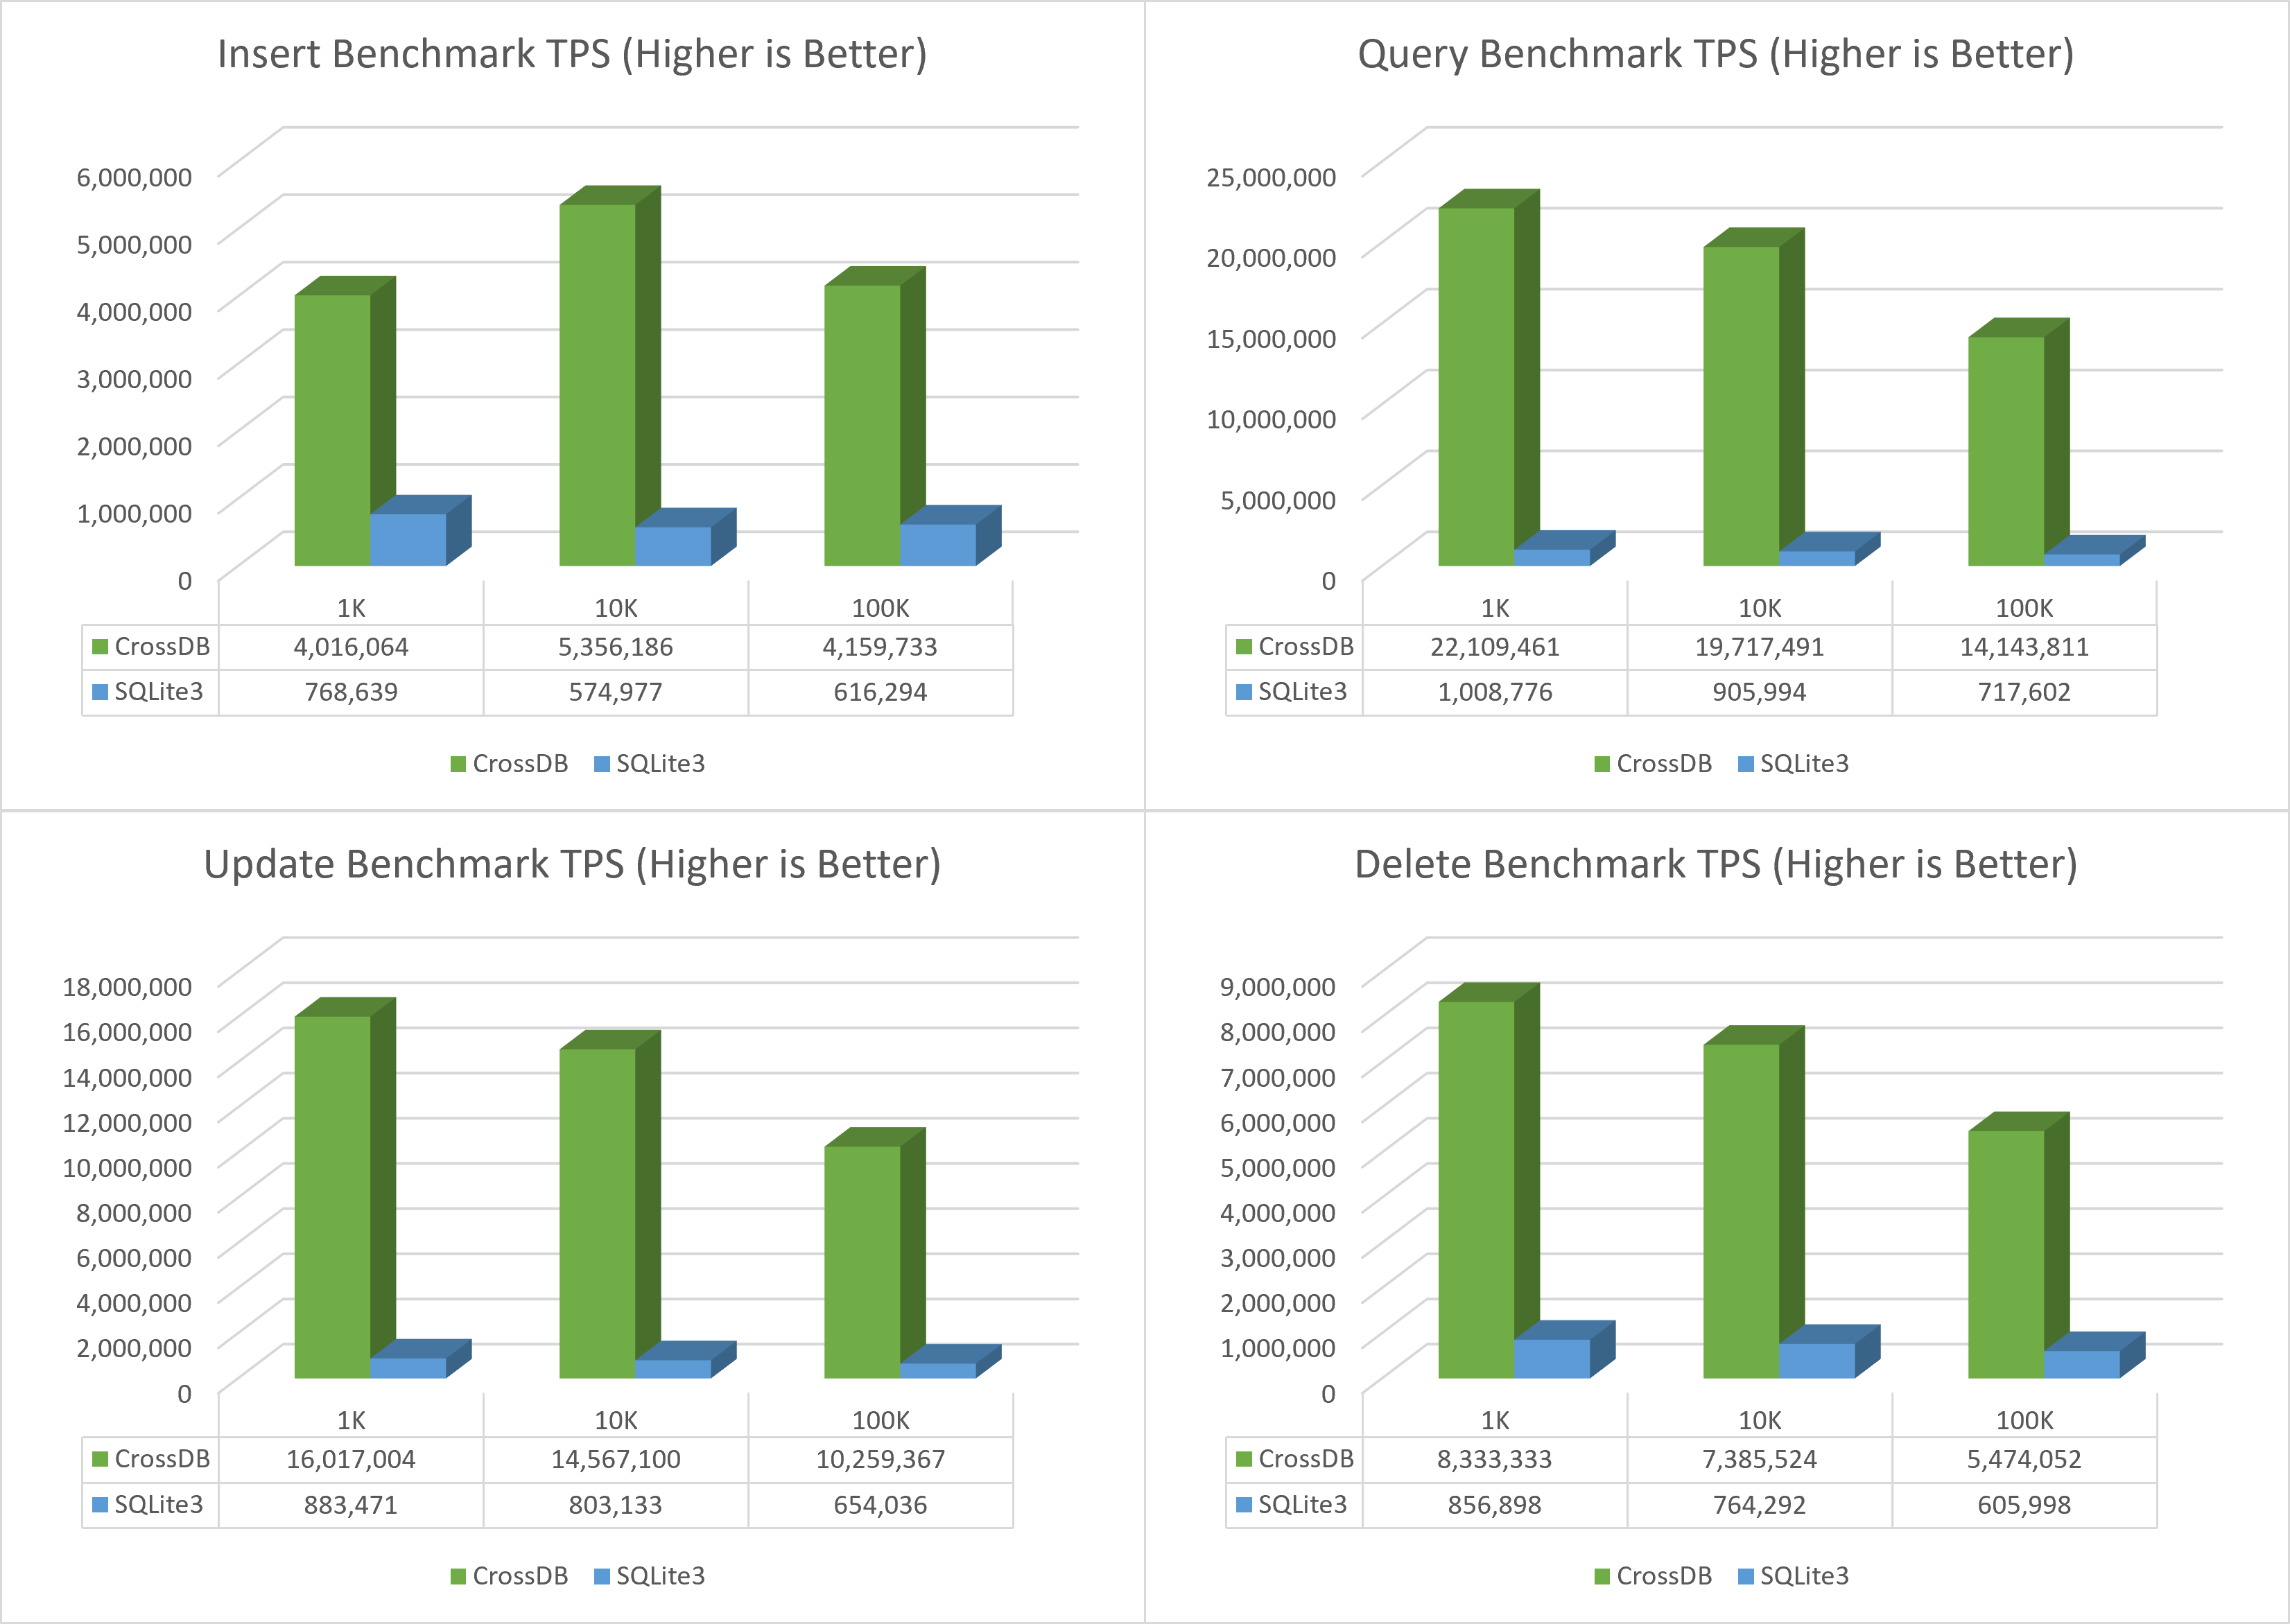 Insert Benchmark TPS (Higher is Better)
6,000,000
5,000,000
4,000,000
3,000,000
2,000,000
1,000,000
0
1K 10K 100K
CrossDB 4,016,064 5,356,186 4,159,733
SQLite3 768,639 574,977 616,294
CrossDB SQLite3
Query Benchmark TPS (Higher is Better)
25,000,000
20,000,000
15,000,000
10,000,000
5,000,000
0
1K 10K 100K
CrossDB 22,109,461 19,717,491 14,143,811
SQLite3 1,008,776 905,994 717,602
CrossDB SQLite3
Update Benchmark TPS (Higher is Better)
18,000,000
16,000,000
14,000,000
12,000,000
10,000,000
8,000,000
6,000,000
4,000,000
2,000,000
0
1K 10K 100K
CrossDB 16,017,004 14,567,100 10,259,367
SQLite3 883,471 803,133 654,036
CrossDB SQLite3
Delete Benchmark TPS (Higher is Better)
9,000,000
8,000,000
7,000,000
6,000,000
5,000,000
4,000,000
3,000,000
2,000,000
1,000,000
0
1K 10K 100K
CrossDB 8,333,333 7,385,524 5,474,052
SQLite3 856,898 764,292 605,998
CrossDB SQLite3